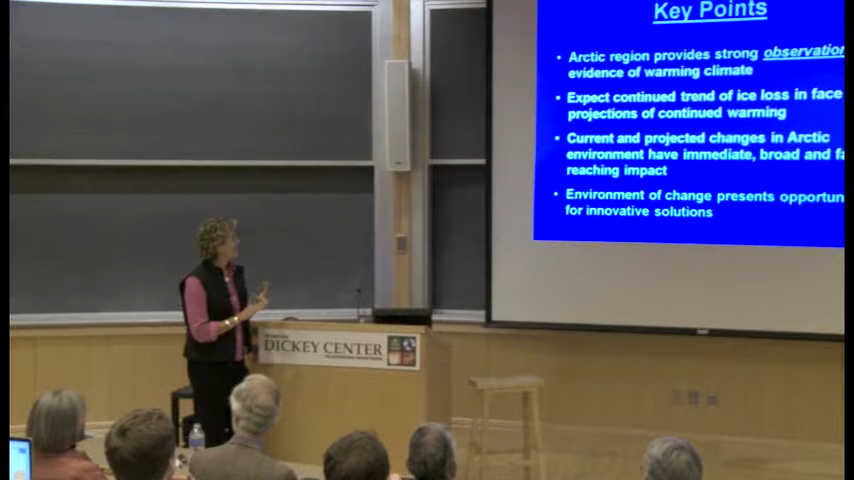 Key Points
• Arctic region provides strong observation
evidence of warming climate
• Expect continued trend of ice loss in face
projections of continued warming
• Current and projected changes in Arctic
environment have immediate, broad and fa
reaching impact
• Environment of change presents opportun
for innovative solutions
DICKEY CENTER